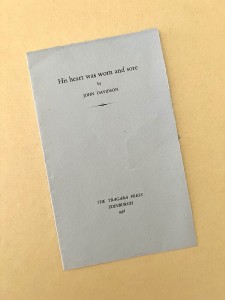 His heart was worn and sore
by
JOHN DAVIDSON
THE TRAGARA PRESS
EDINBURGH